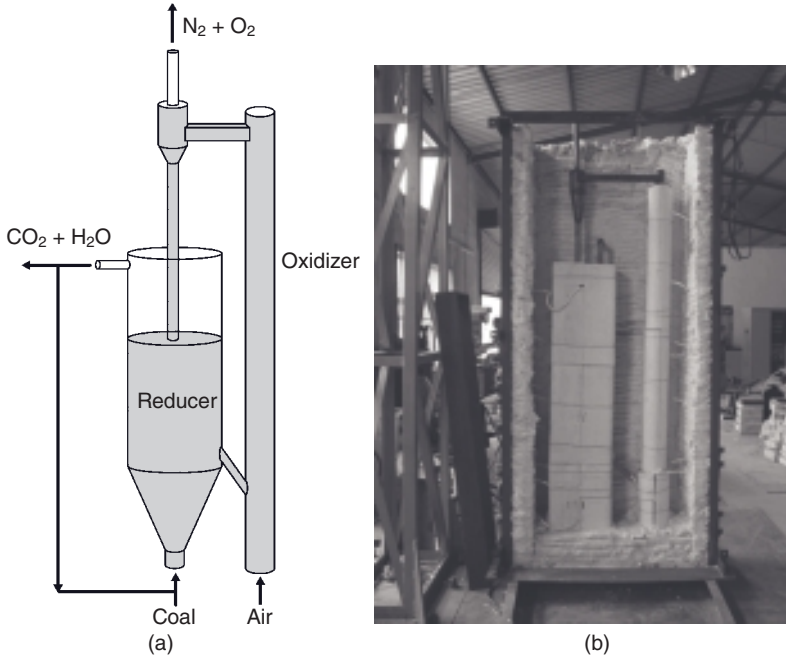 N₂ + O₂
CO₂ + H₂O
Oxidizer
Reducer
Coal
Air
(a)
(b)